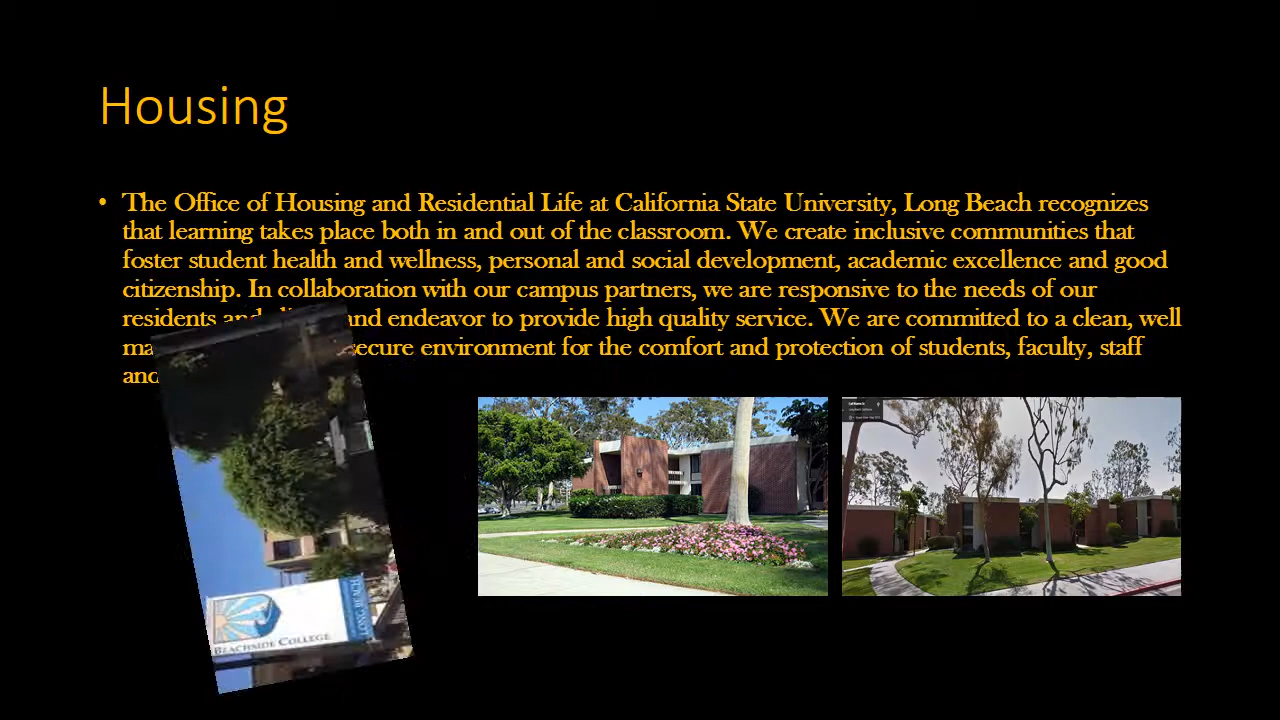 Housing
• The Office of Housing and Residential Life at California State University, Long Beach recognizes
that learning takes place both in and out of the classroom. We create inclusive communities that
foster student health and wellness, personal and social development, academic excellence and good
citizenship. In collaboration with our campus partners, we are responsive to the needs of our
residents and and endeavor to provide high quality service. We are committed to a clean, well
secure environment for the comfort and protection of students, faculty, staff
and
BEACHSIDE COLLEGE
LONG BEACH